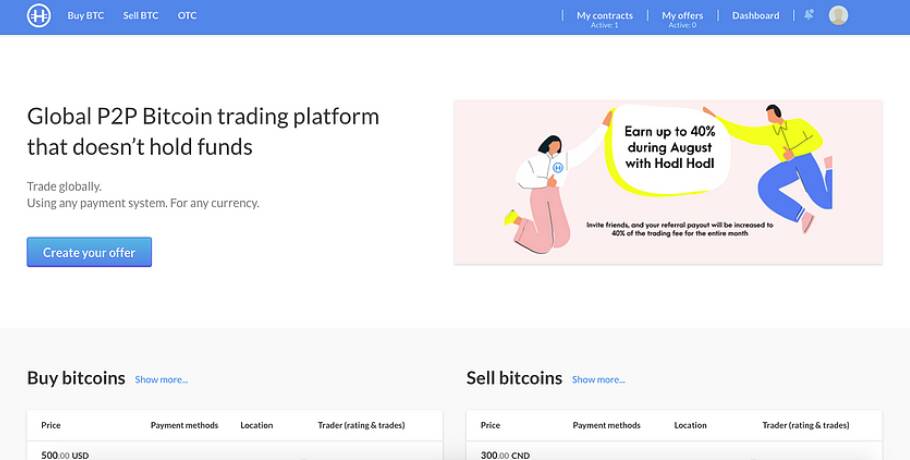 Buy BTC Sell BTC OTC My contracts My offers Dashboard
Active: 1 Active: 0
Global P2P Bitcoin trading platform
that doesn't hold funds
Trade globally.
Using any payment system. For any currency.
Create your offer
Earn up to 40%
during August
with Hodl Hodl
Invite friends, and your referral payout will be increased to
40% of the trading fee for the entire month
Buy bitcoins Show more...
Price Payment methods Location Trader (rating & trades)
500.00 USD
Sell bitcoins Show more...
Price Payment methods Location Trader (rating & trades)
300.00 CND